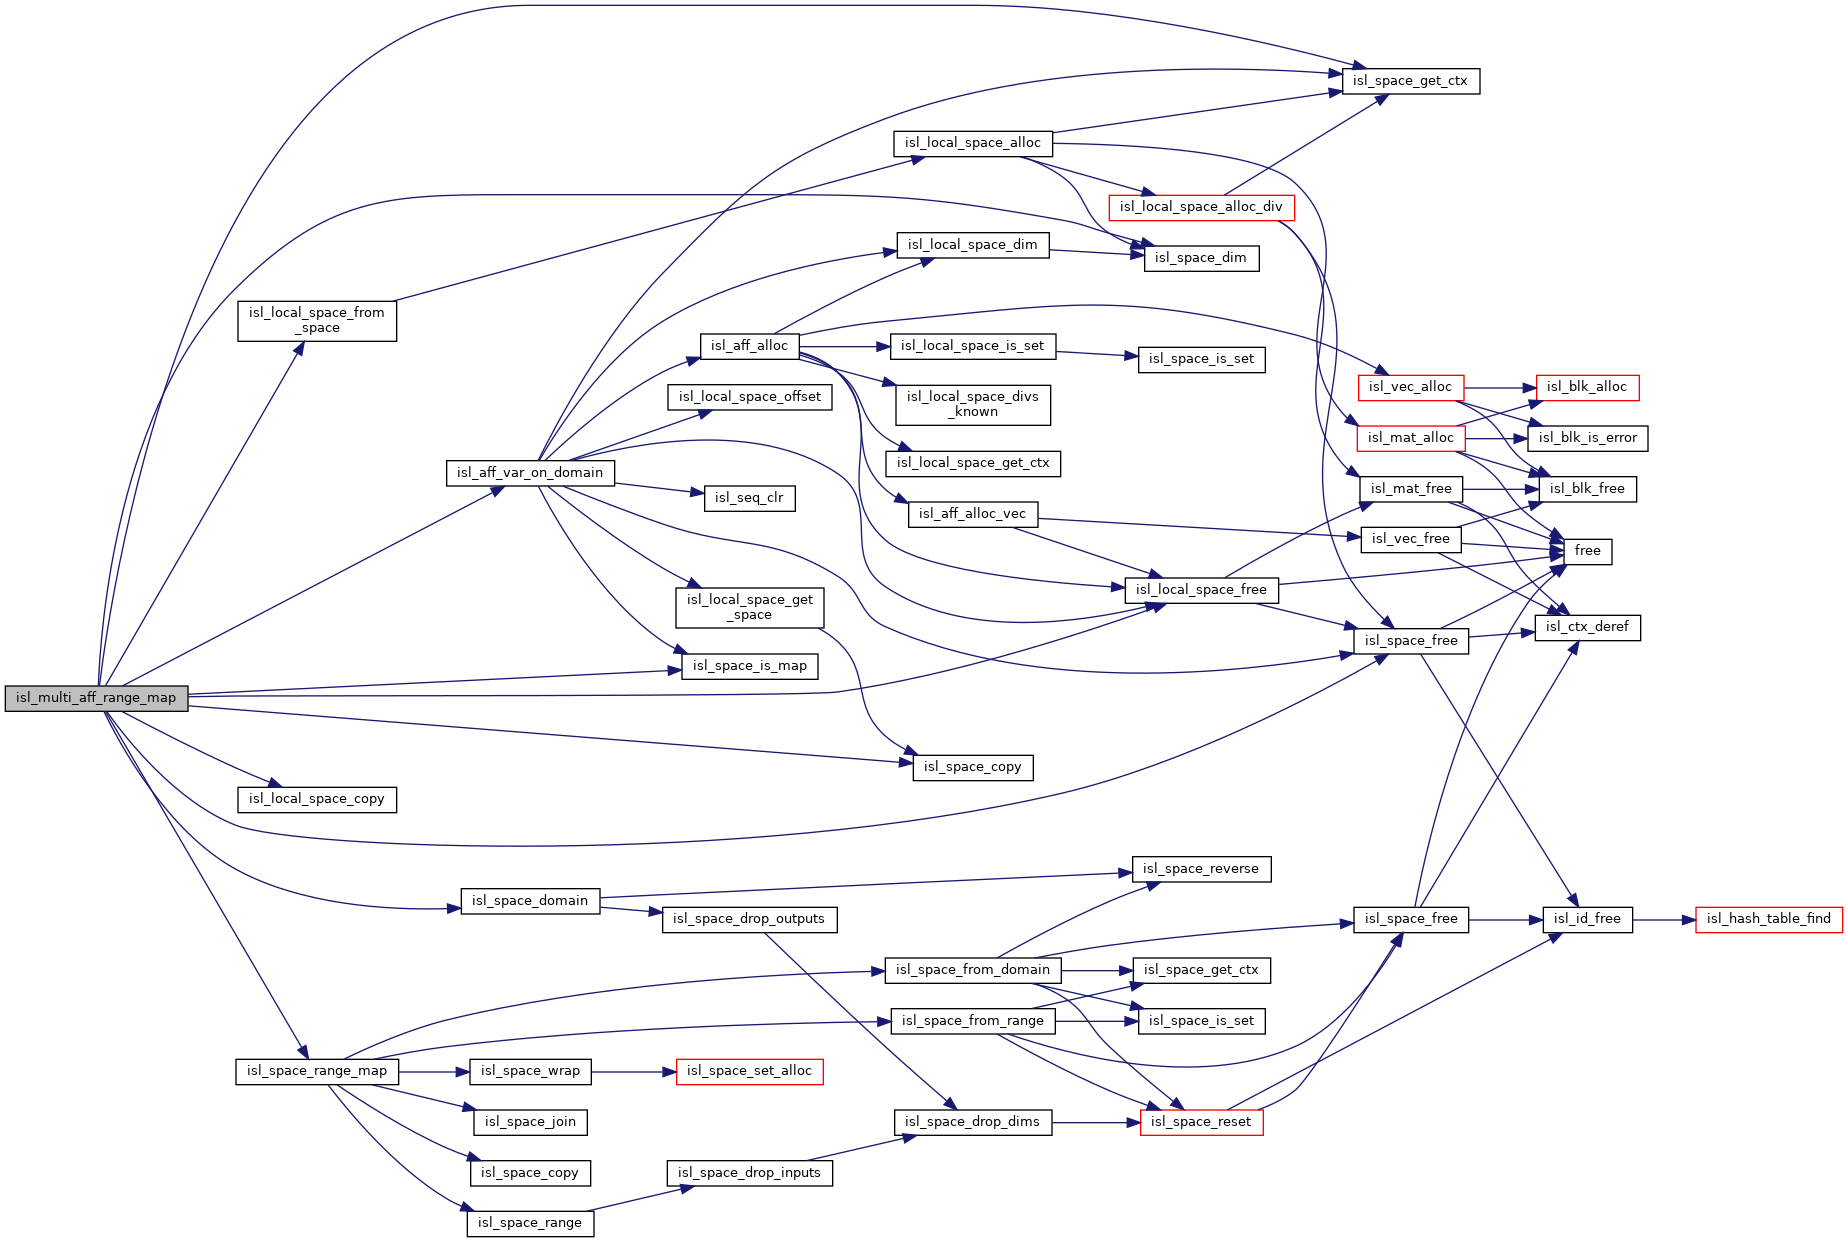 isl_space_get_ctx
isl_local_space_alloc
isl_local_space_alloc_div
isl_local_space_dim
isl_space_dim
isl_local_space_from
_space
isl_aff_alloc
isl_local_space_is_set
isl_space_is_set
isl_vec_alloc
isl_blk_alloc
isl_local_space_offset
isl_local_space_divs
_known
isl_mat_alloc
isl_blk_is_error
isl_aff_var_on_domain
isl_local_space_get_ctx
isl_mat_free
isl_blk_free
isl_seq_clr
isl_aff_alloc_vec
isl_vec_free
free
isl_local_space_free
isl_local_space_get
_space
isl_ctx_deref
isl_space_free
isl_space_is_map
isl_multi_aff_range_map
isl_space_copy
isl_local_space_copy
isl_space_reverse
isl_space_domain
isl_space_drop_outputs
isl_space_free
isl_id_free
isl_hash_table_find
isl_space_from_domain
isl_space_get_ctx
isl_space_from_range
isl_space_is_set
isl_space_range_map
isl_space_wrap
isl_space_set_alloc
isl_space_join
isl_space_drop_dims
isl_space_reset
isl_space_copy
isl_space_drop_inputs
isl_space_range